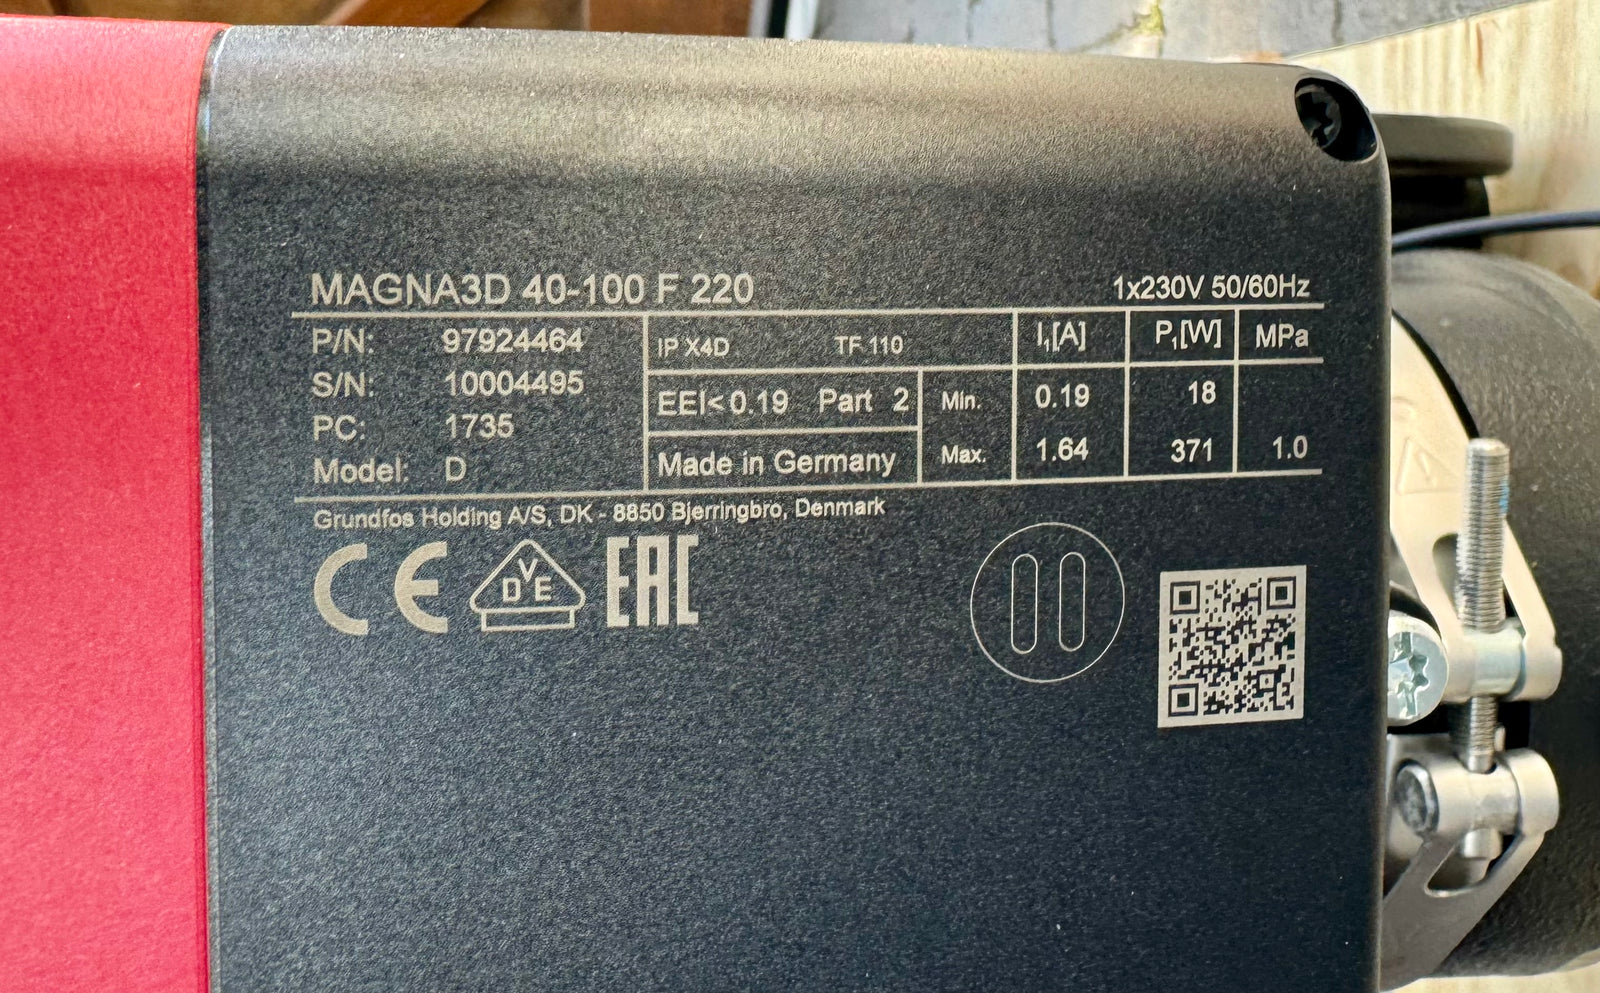 MAGNA3D 40-100 F 220 1x230V 50/60Hz
P/N: 97924464 IP X4D TF 110 I₁[A] P₁[W] MPa
S/N: 10004495 EEI<0.19 Part 2 Min. 0.19 18
PC: 1735
Model: D Made in Germany Max. 1.64 371 1.0
Grundfos Holding A/S, DK - 8850 Bjerringbro, Denmark
CE DVE EAC